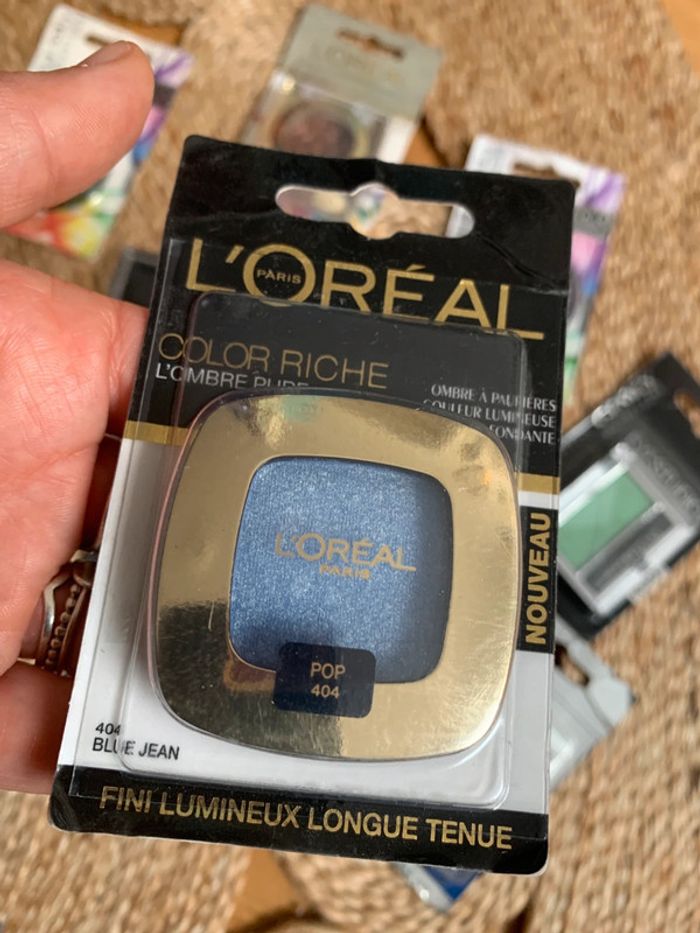 L'ORÉAL
PARIS
COLOR RICHE
L'OMBRE PURE
OMBRE À PAUPIÈRES
COULEUR LUMINEUSE
FONDANTE
L'ORÉAL
PARIS
NOUVEAU
POP
404
404
BLUE JEAN
FINI LUMINEUX LONGUE TENUE